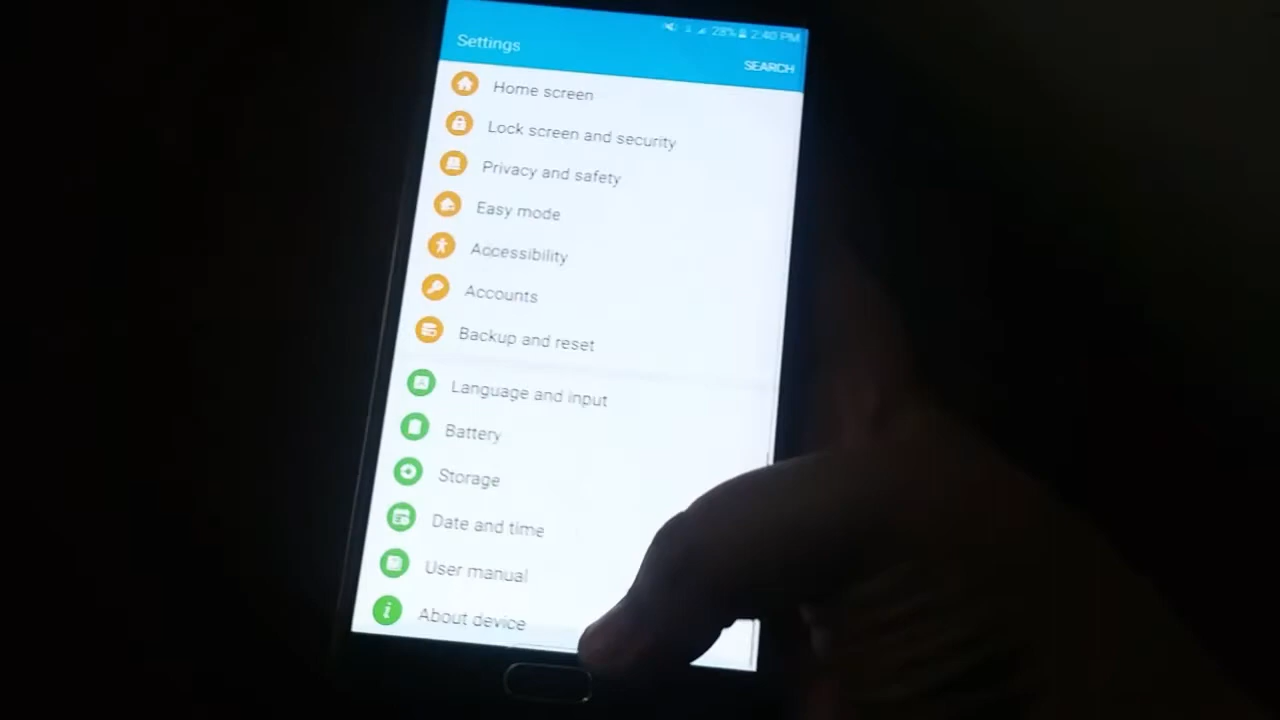 28% 2:40 PM
Settings
SEARCH
Home screen
Lock screen and security
Privacy and safety
Easy mode
Accessibility
Accounts
Backup and reset
Language and input
Battery
Storage
Date and time
User manual
About device